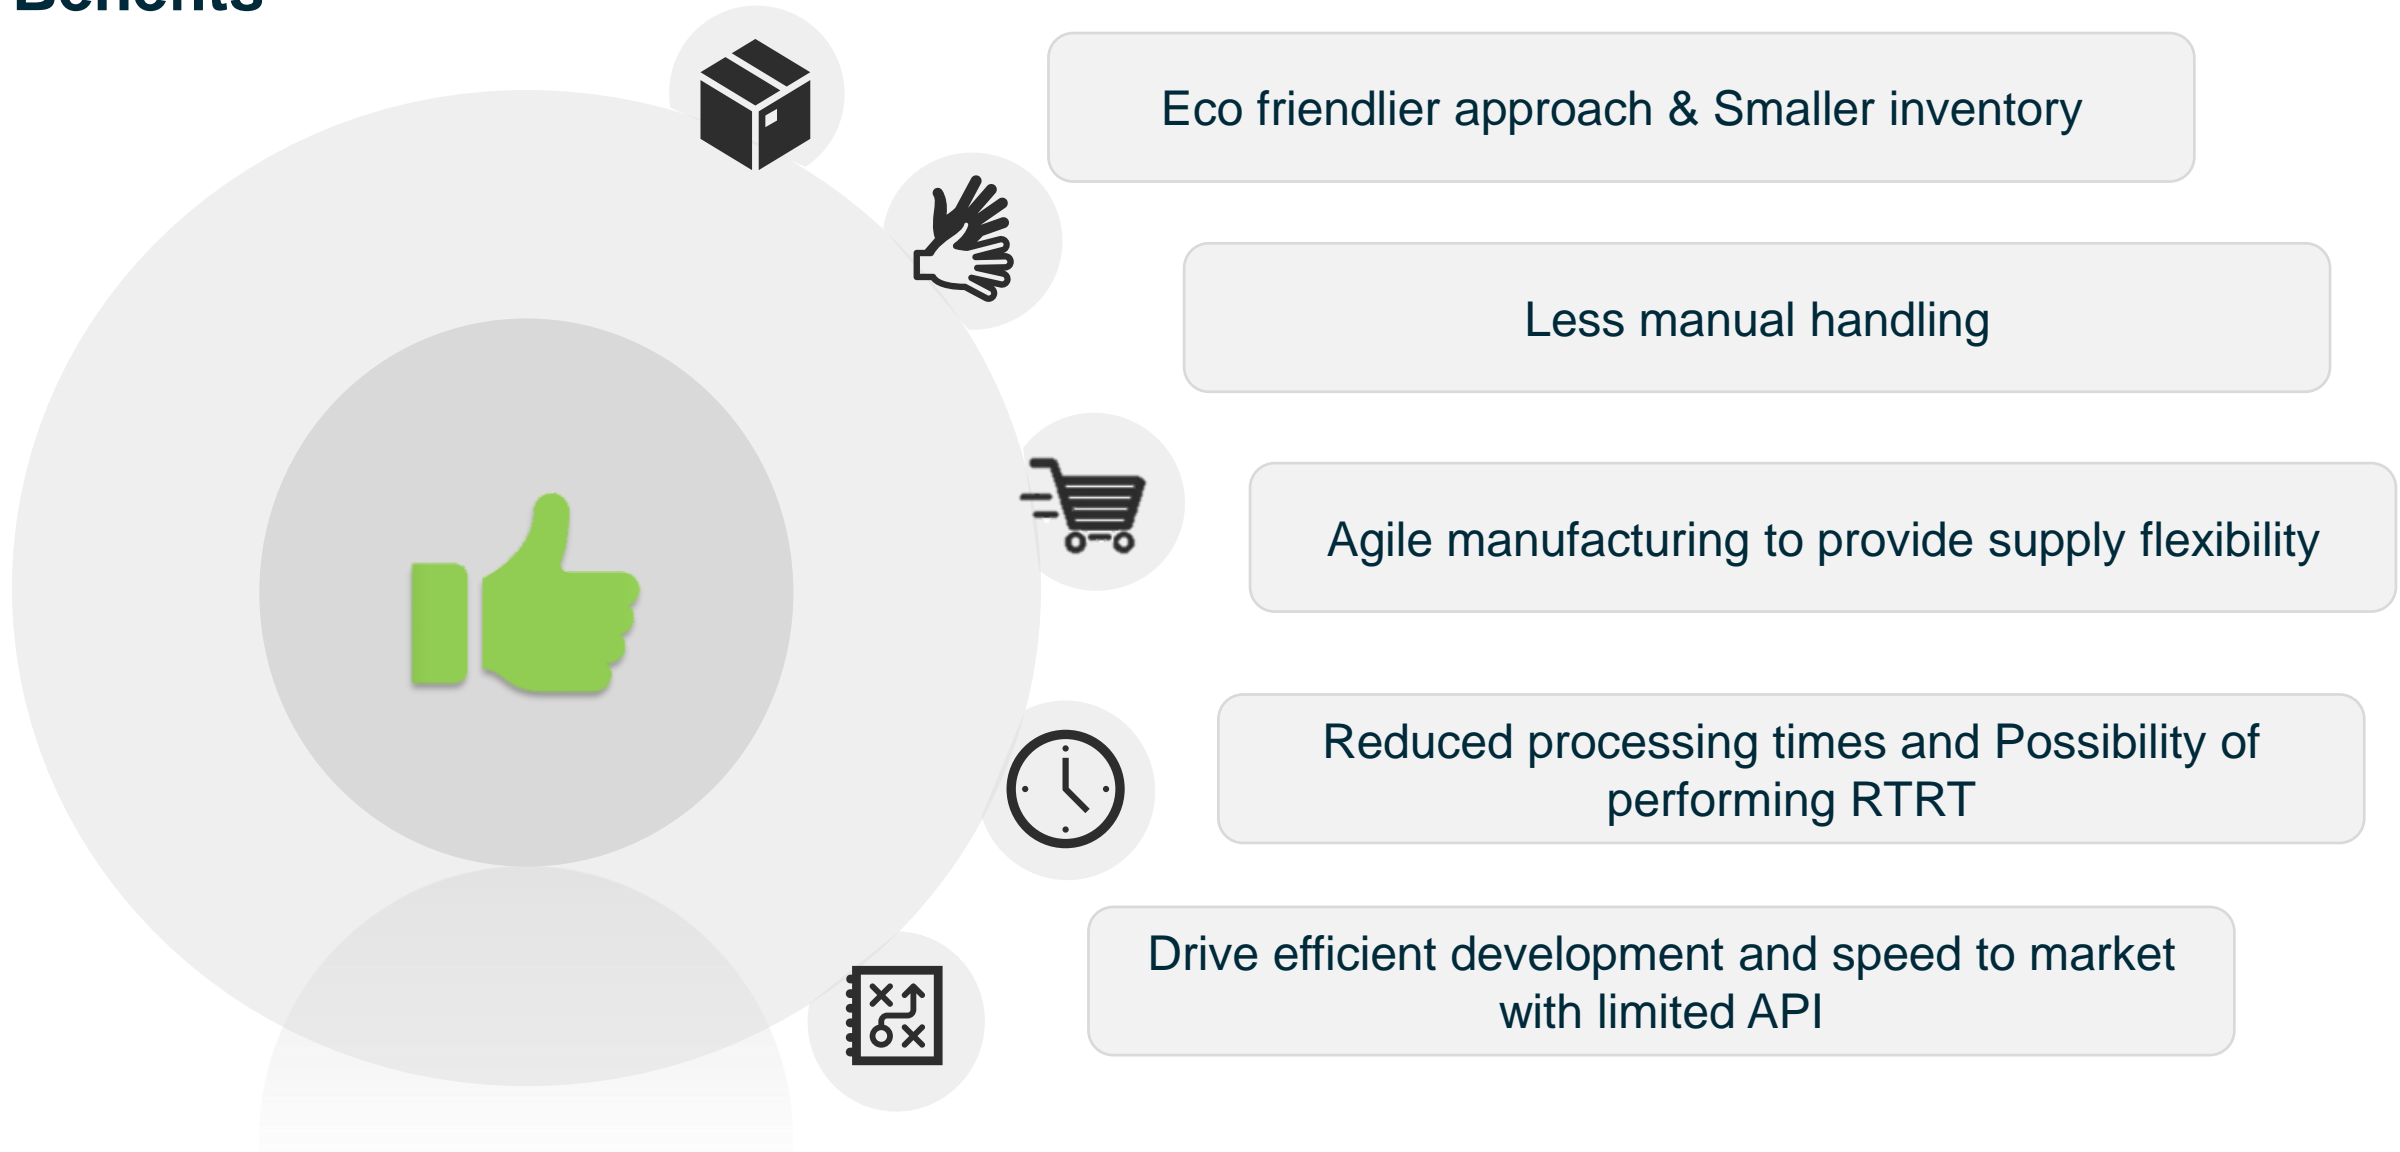 Benefits
Eco friendlier approach & Smaller inventory
Less manual handling
Agile manufacturing to provide supply flexibility
Reduced processing times and Possibility of
performing RTRT
Drive efficient development and speed to market
with limited API